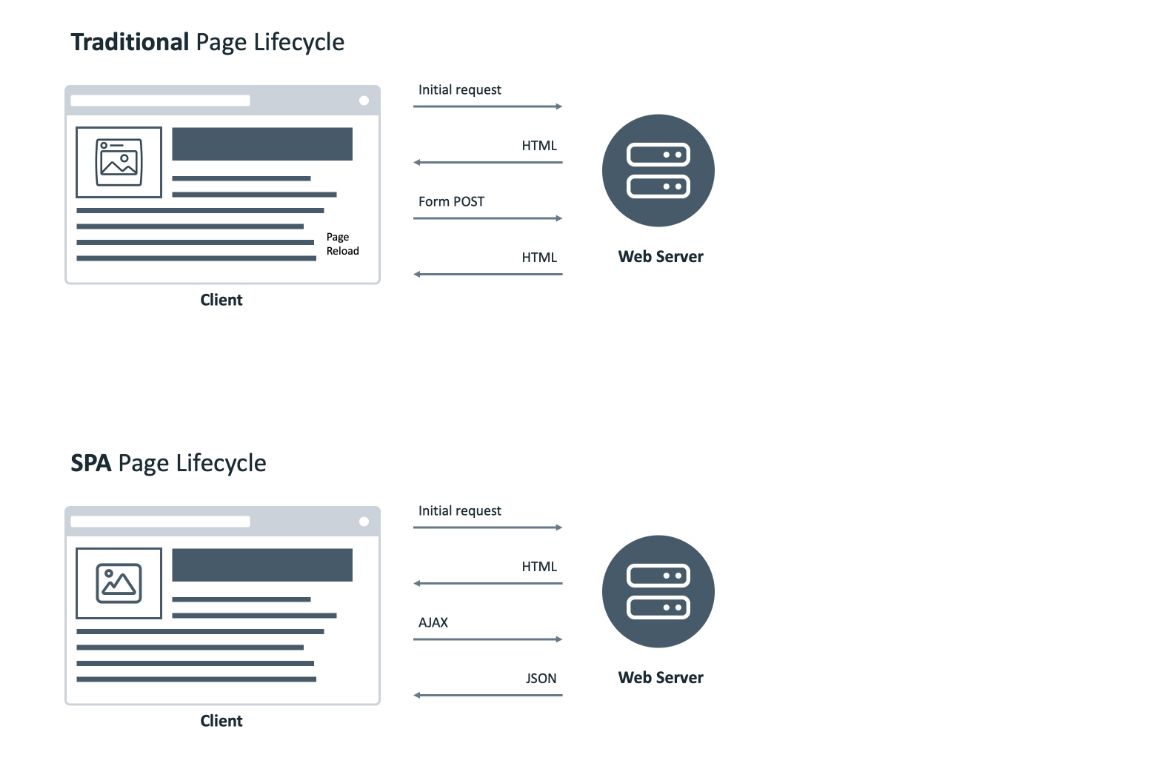 Traditional Page Lifecycle
Initial request
HTML
Form POST
HTML
Page
Reload
Client
Web Server
SPA Page Lifecycle
Initial request
HTML
AJAX
JSON
Client
Web Server